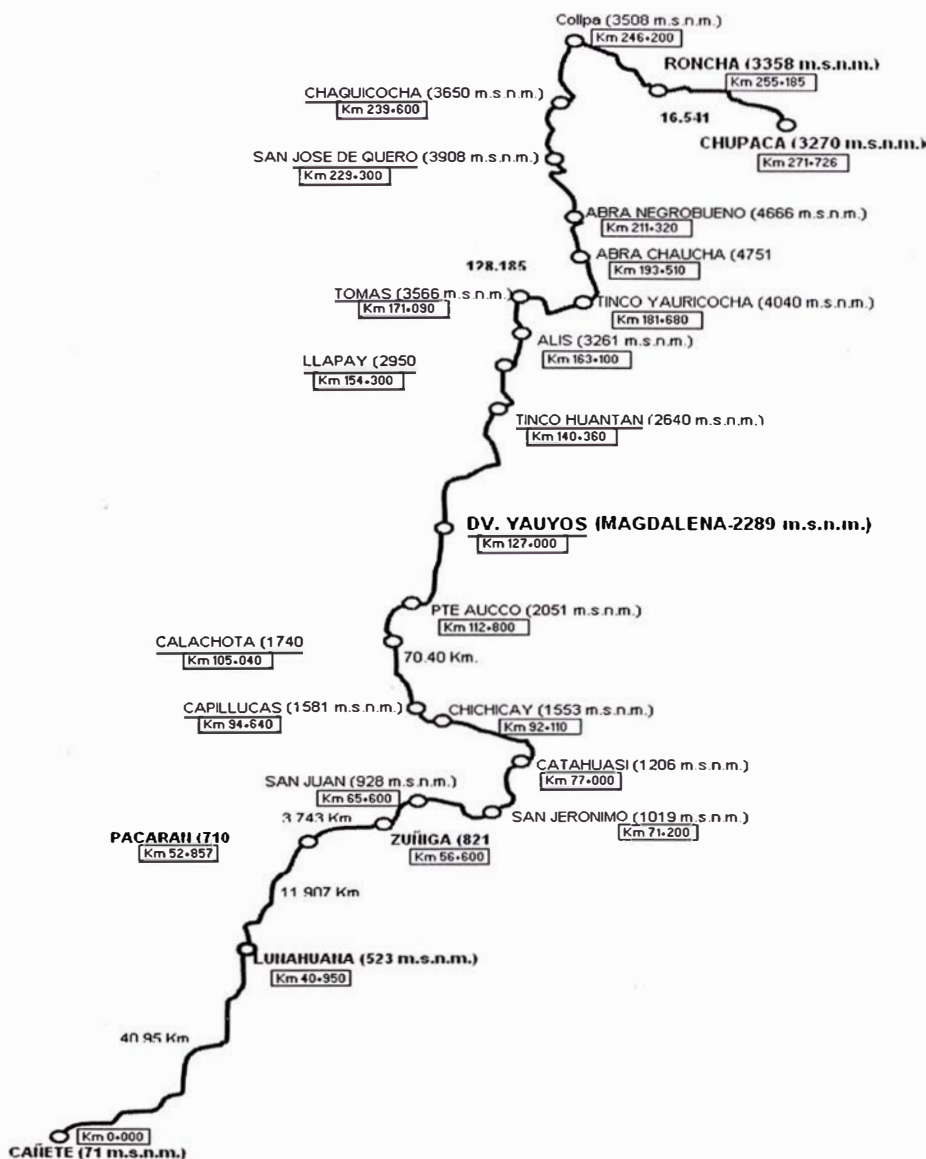 Collpa (3508 m.s.n.m.)
Km 246+200
RONCHA (3358 m.s.n.m.)
Km 255+185
CHAQUICOCHA (3650 m.s.n.m.)
Km 239+600
16.541
CHUPACA (3270 m.s.n.m.)
Km 271+726
SAN JOSE DE QUERO (3908 m.s.n.m.)
Km 229+300
ABRA NEGROBUENO (4666 m.s.n.m.)
Km 211+320
ABRA CHAUCHA (4751
Km 193+510
128.185
TOMAS (3566 m.s.n.m.)
Km 171+090
TINCO YAURICOCHA (4040 m.s.n.m.)
Km 181+680
ALIS (3261 m.s.n.m.)
Km 163+100
LLAPAY (2950
Km 154+300
TINCO HUANTAN (2640 m.s.n.m.)
Km 140+360
DV. YAUYOS (MAGDALENA-2289 m.s.n.m.)
Km 127+000
PTE AUCCO (2051 m.s.n.m.)
Km 112+800
CALACHOTA (1740
Km 105+040
70.40 Km.
CAPILLUCAS (1581 m.s.n.m.)
Km 94+640
CHICHICAY (1553 m.s.n.m.)
Km 92+110
CATAHUASI (1206 m.s.n.m.)
Km 77+000
SAN JUAN (928 m.s.n.m.)
Km 65+600
SAN JERONIMO (1019 m.s.n.m.)
Km 71+200
3.743 Km
PACARAN (710
Km 52+857
ZUÑIGA (821
Km 56+600
11.907 Km
LUNAHUANA (523 m.s.n.m.)
Km 40+950
40.95 Km
Km 0+000
CAÑETE (71 m.s.n.m.)